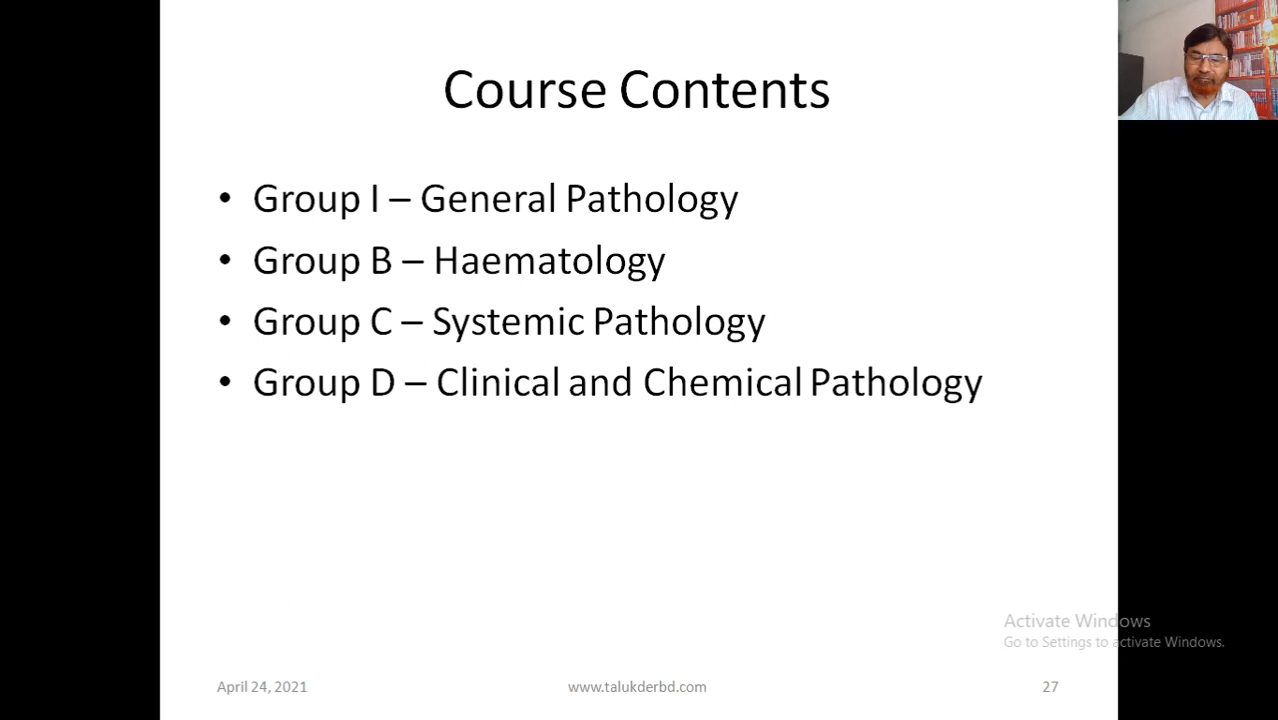 Course Contents
• Group I – General Pathology
• Group B – Haematology
• Group C – Systemic Pathology
• Group D – Clinical and Chemical Pathology
Activate Windows
Go to Settings to activate Windows.
April 24, 2021
www.talukderbd.com
27